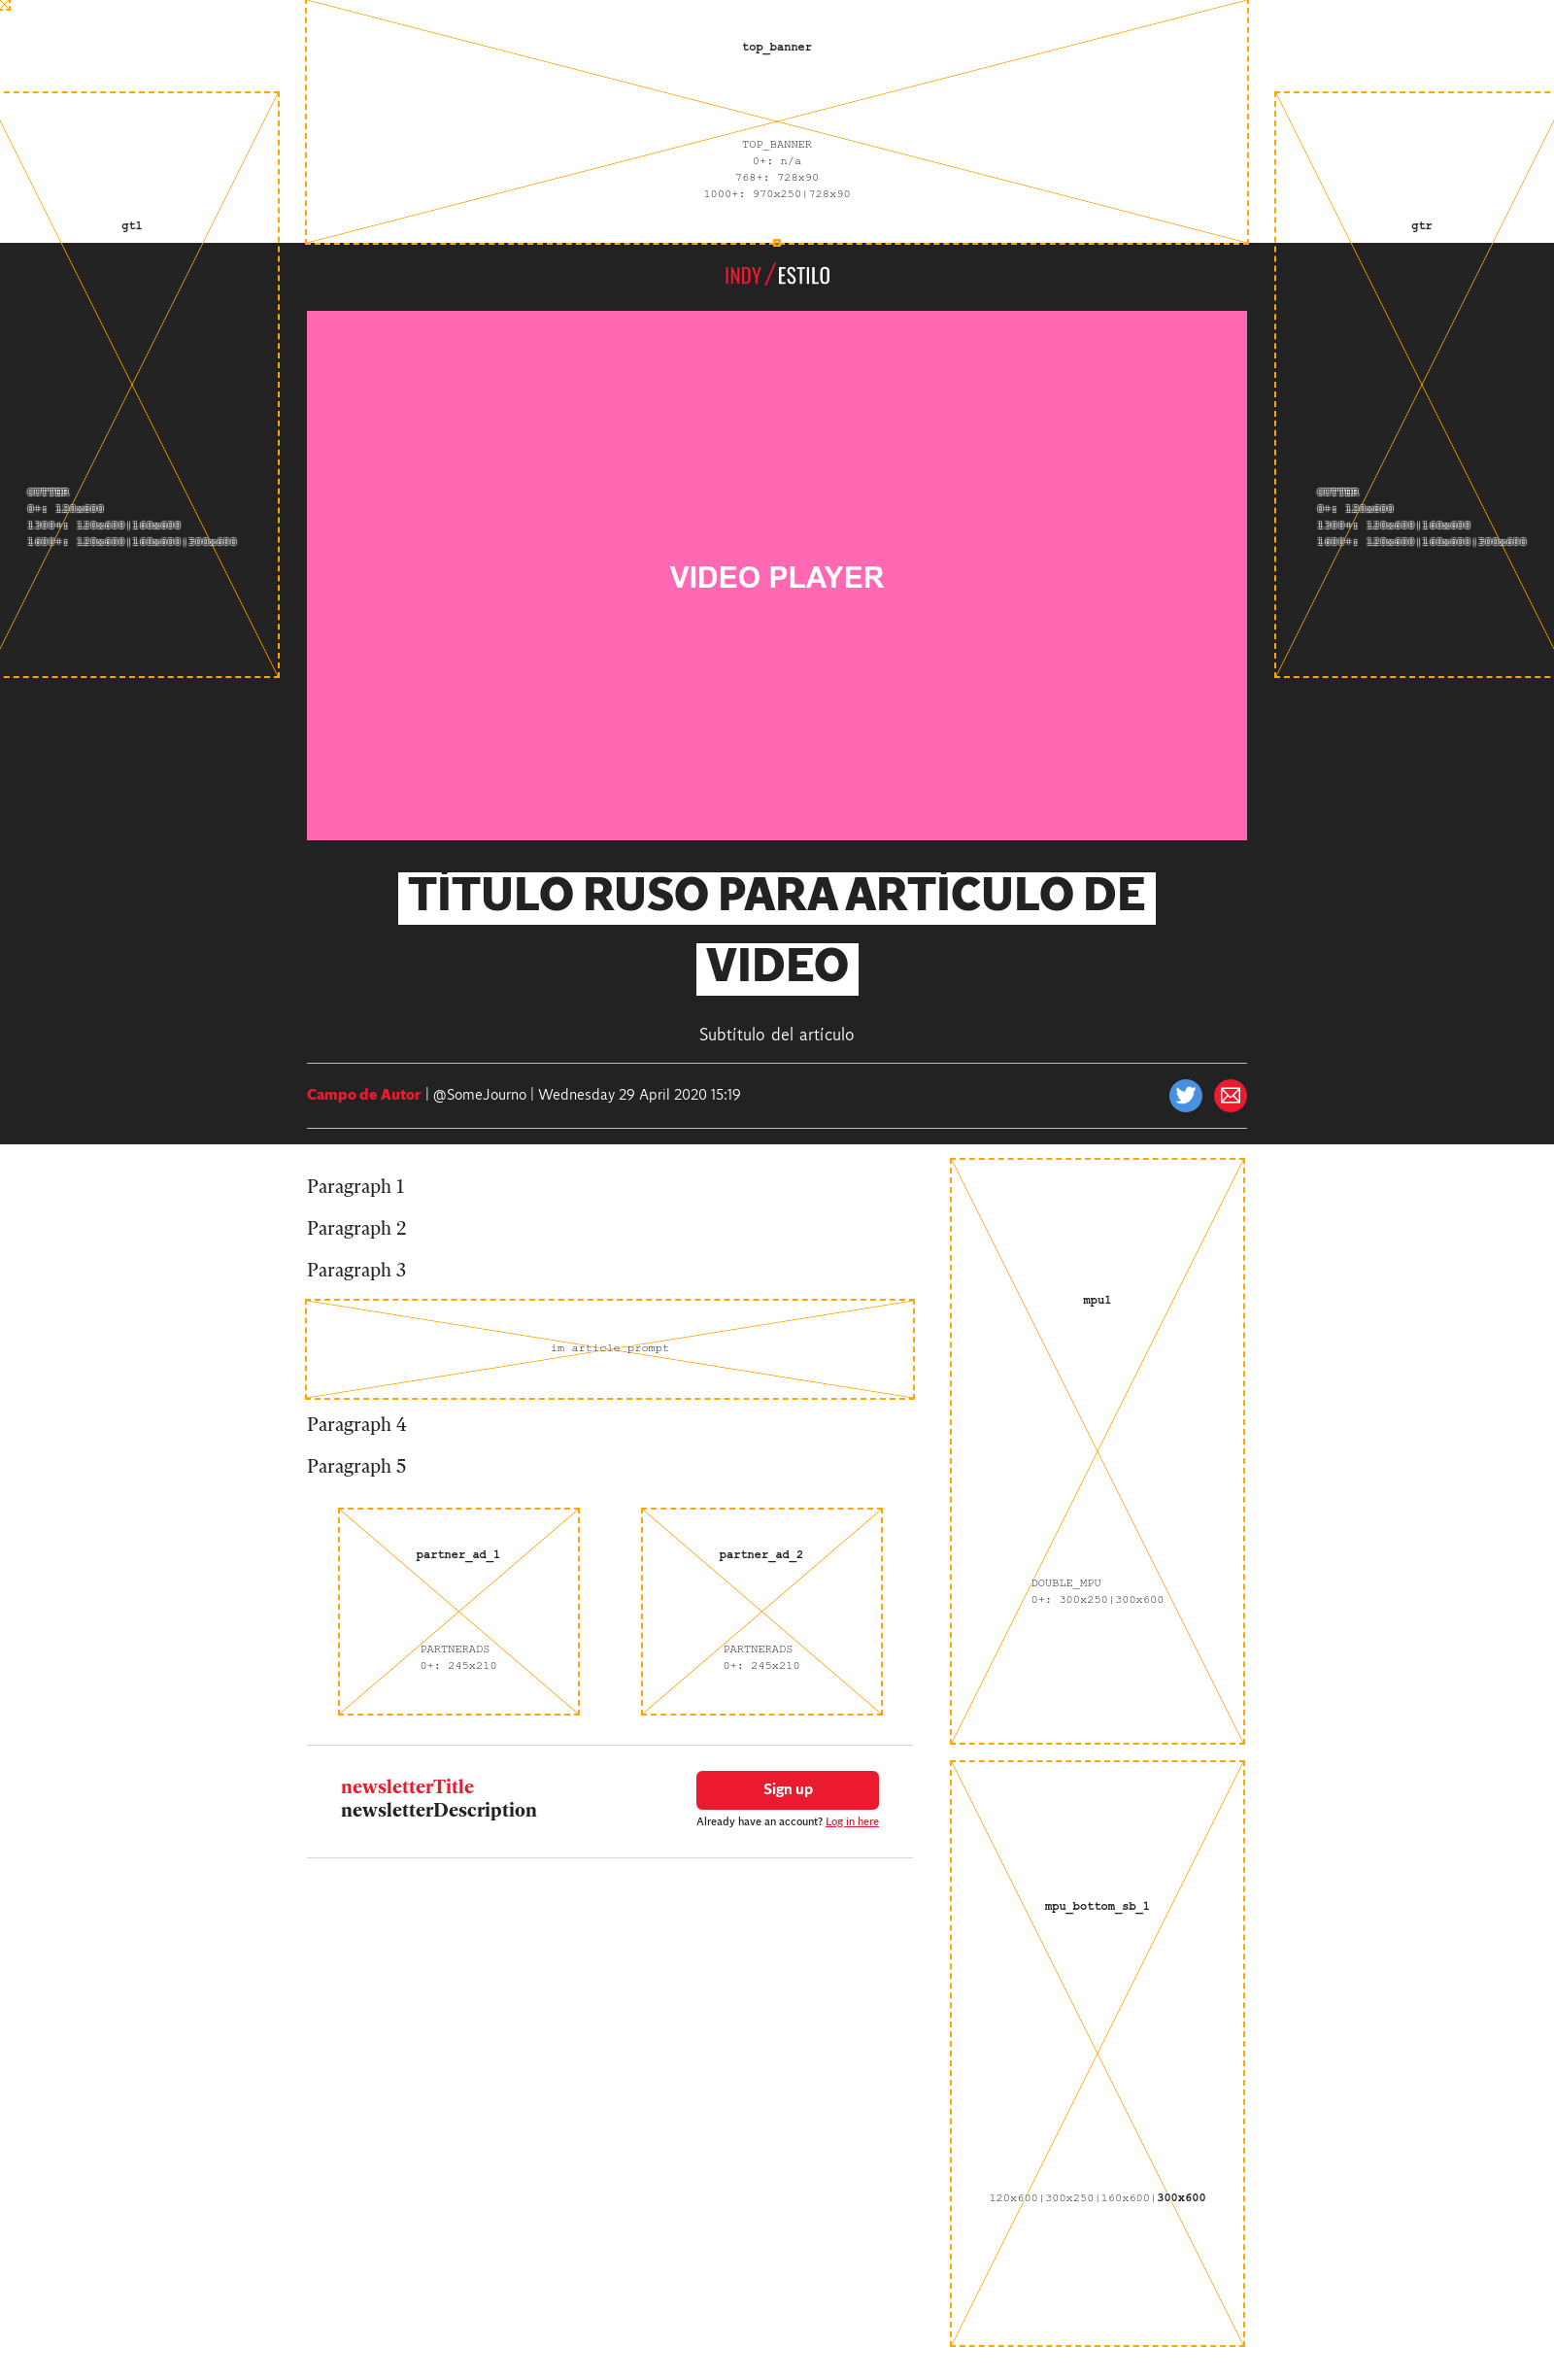 top_banner
TOP_BANNER
0+: n/a
768+: 728x90
1000+: 970x250|728x90
gtl
GUTTER
0+: 120x600
1300+: 120x600|160x600
1600+: 120x600|160x600|300x600
gtr
GUTTER
0+: 120x600
1300+: 120x600|160x600
1600+: 120x600|160x600|300x600
INDY/ESTILO
VIDEO PLAYER
TÍTULO RUSO PARA ARTÍCULO DE
VIDEO
Subtítulo del artículo
Campo de Autor | @SomeJourno | Wednesday 29 April 2020 15:19
Paragraph 1
Paragraph 2
Paragraph 3
im article prompt
Paragraph 4
Paragraph 5
partner_ad_1
PARTNERADS
0+: 245x210
partner_ad_2
PARTNERADS
0+: 245x210
newsletterTitle
newsletterDescription
Sign up
Already have an account? Log in here
mpu1
DOUBLE_MPU
0+: 300x250|300x600
mpu_bottom_sb_1
120x600|300x250|160x600|300x600